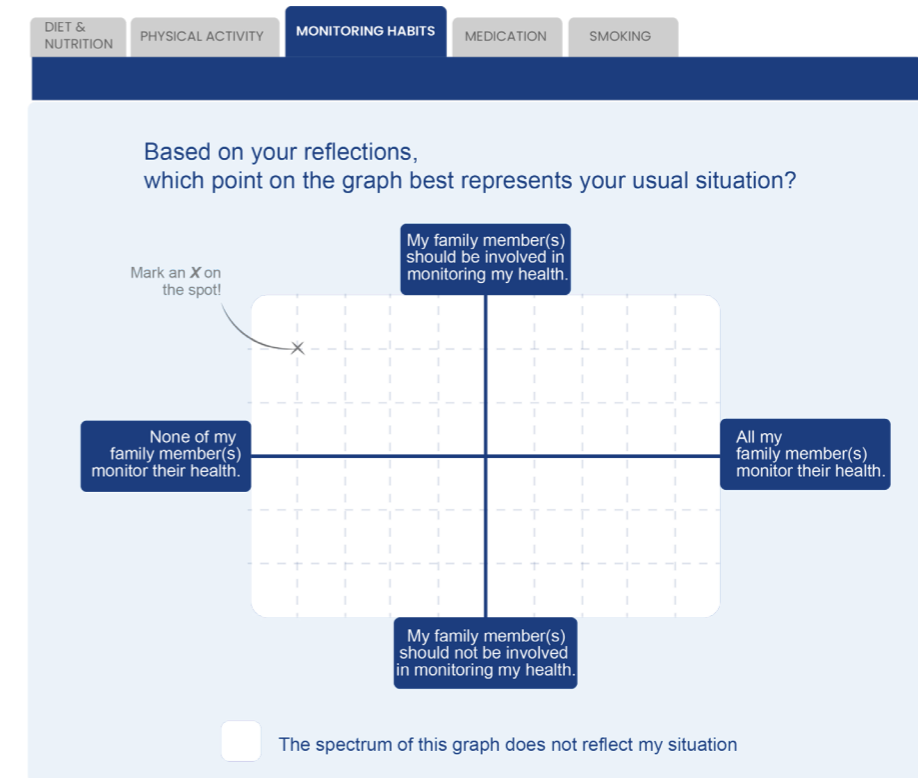 DIET &
NUTRITION
PHYSICAL ACTIVITY
MONITORING HABITS
MEDICATION
SMOKING
Based on your reflections,
which point on the graph best represents your usual situation?
My family member(s)
should be involved in
monitoring my health.
Mark an X on
the spot!
None of my
family member(s)
monitor their health.
All my
family member(s)
monitor their health.
My family member(s)
should not be involved
in monitoring my health.
The spectrum of this graph does not reflect my situation